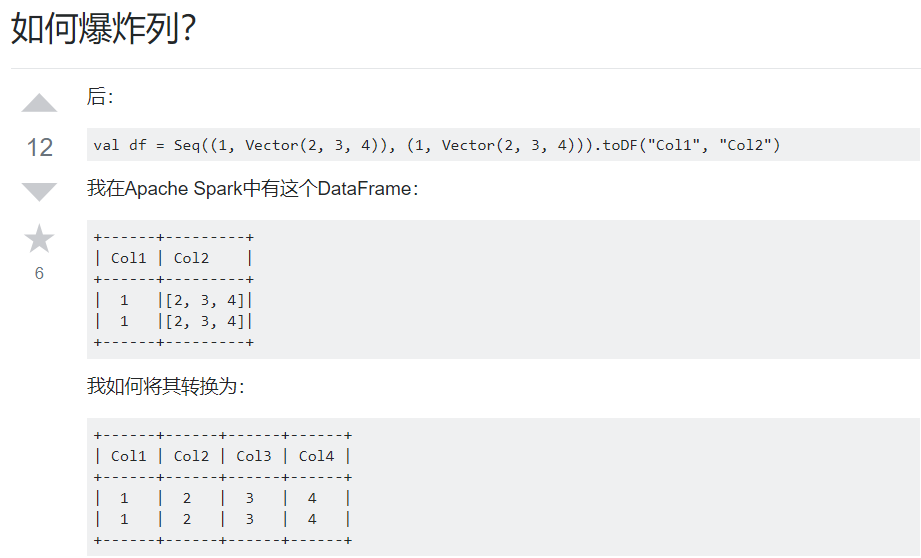 如何爆炸列?
后:
12
val df = Seq((1, Vector(2, 3, 4)), (1, Vector(2, 3, 4))).toDF("Col1", "Col2")
我在Apache Spark中有这个DataFrame:
6
+------+---------+
| Col1 | Col2    |
+------+---------+
|  1   |[2, 3, 4]|
|  1   |[2, 3, 4]|
+------+---------+
我如何将其转换为:
+------+------+------+------+
| Col1 | Col2 | Col3 | Col4 |
+------+------+------+------+
|  1   |  2   |  3   |  4   |
|  1   |  2   |  3   |  4   |
+------+------+------+------+